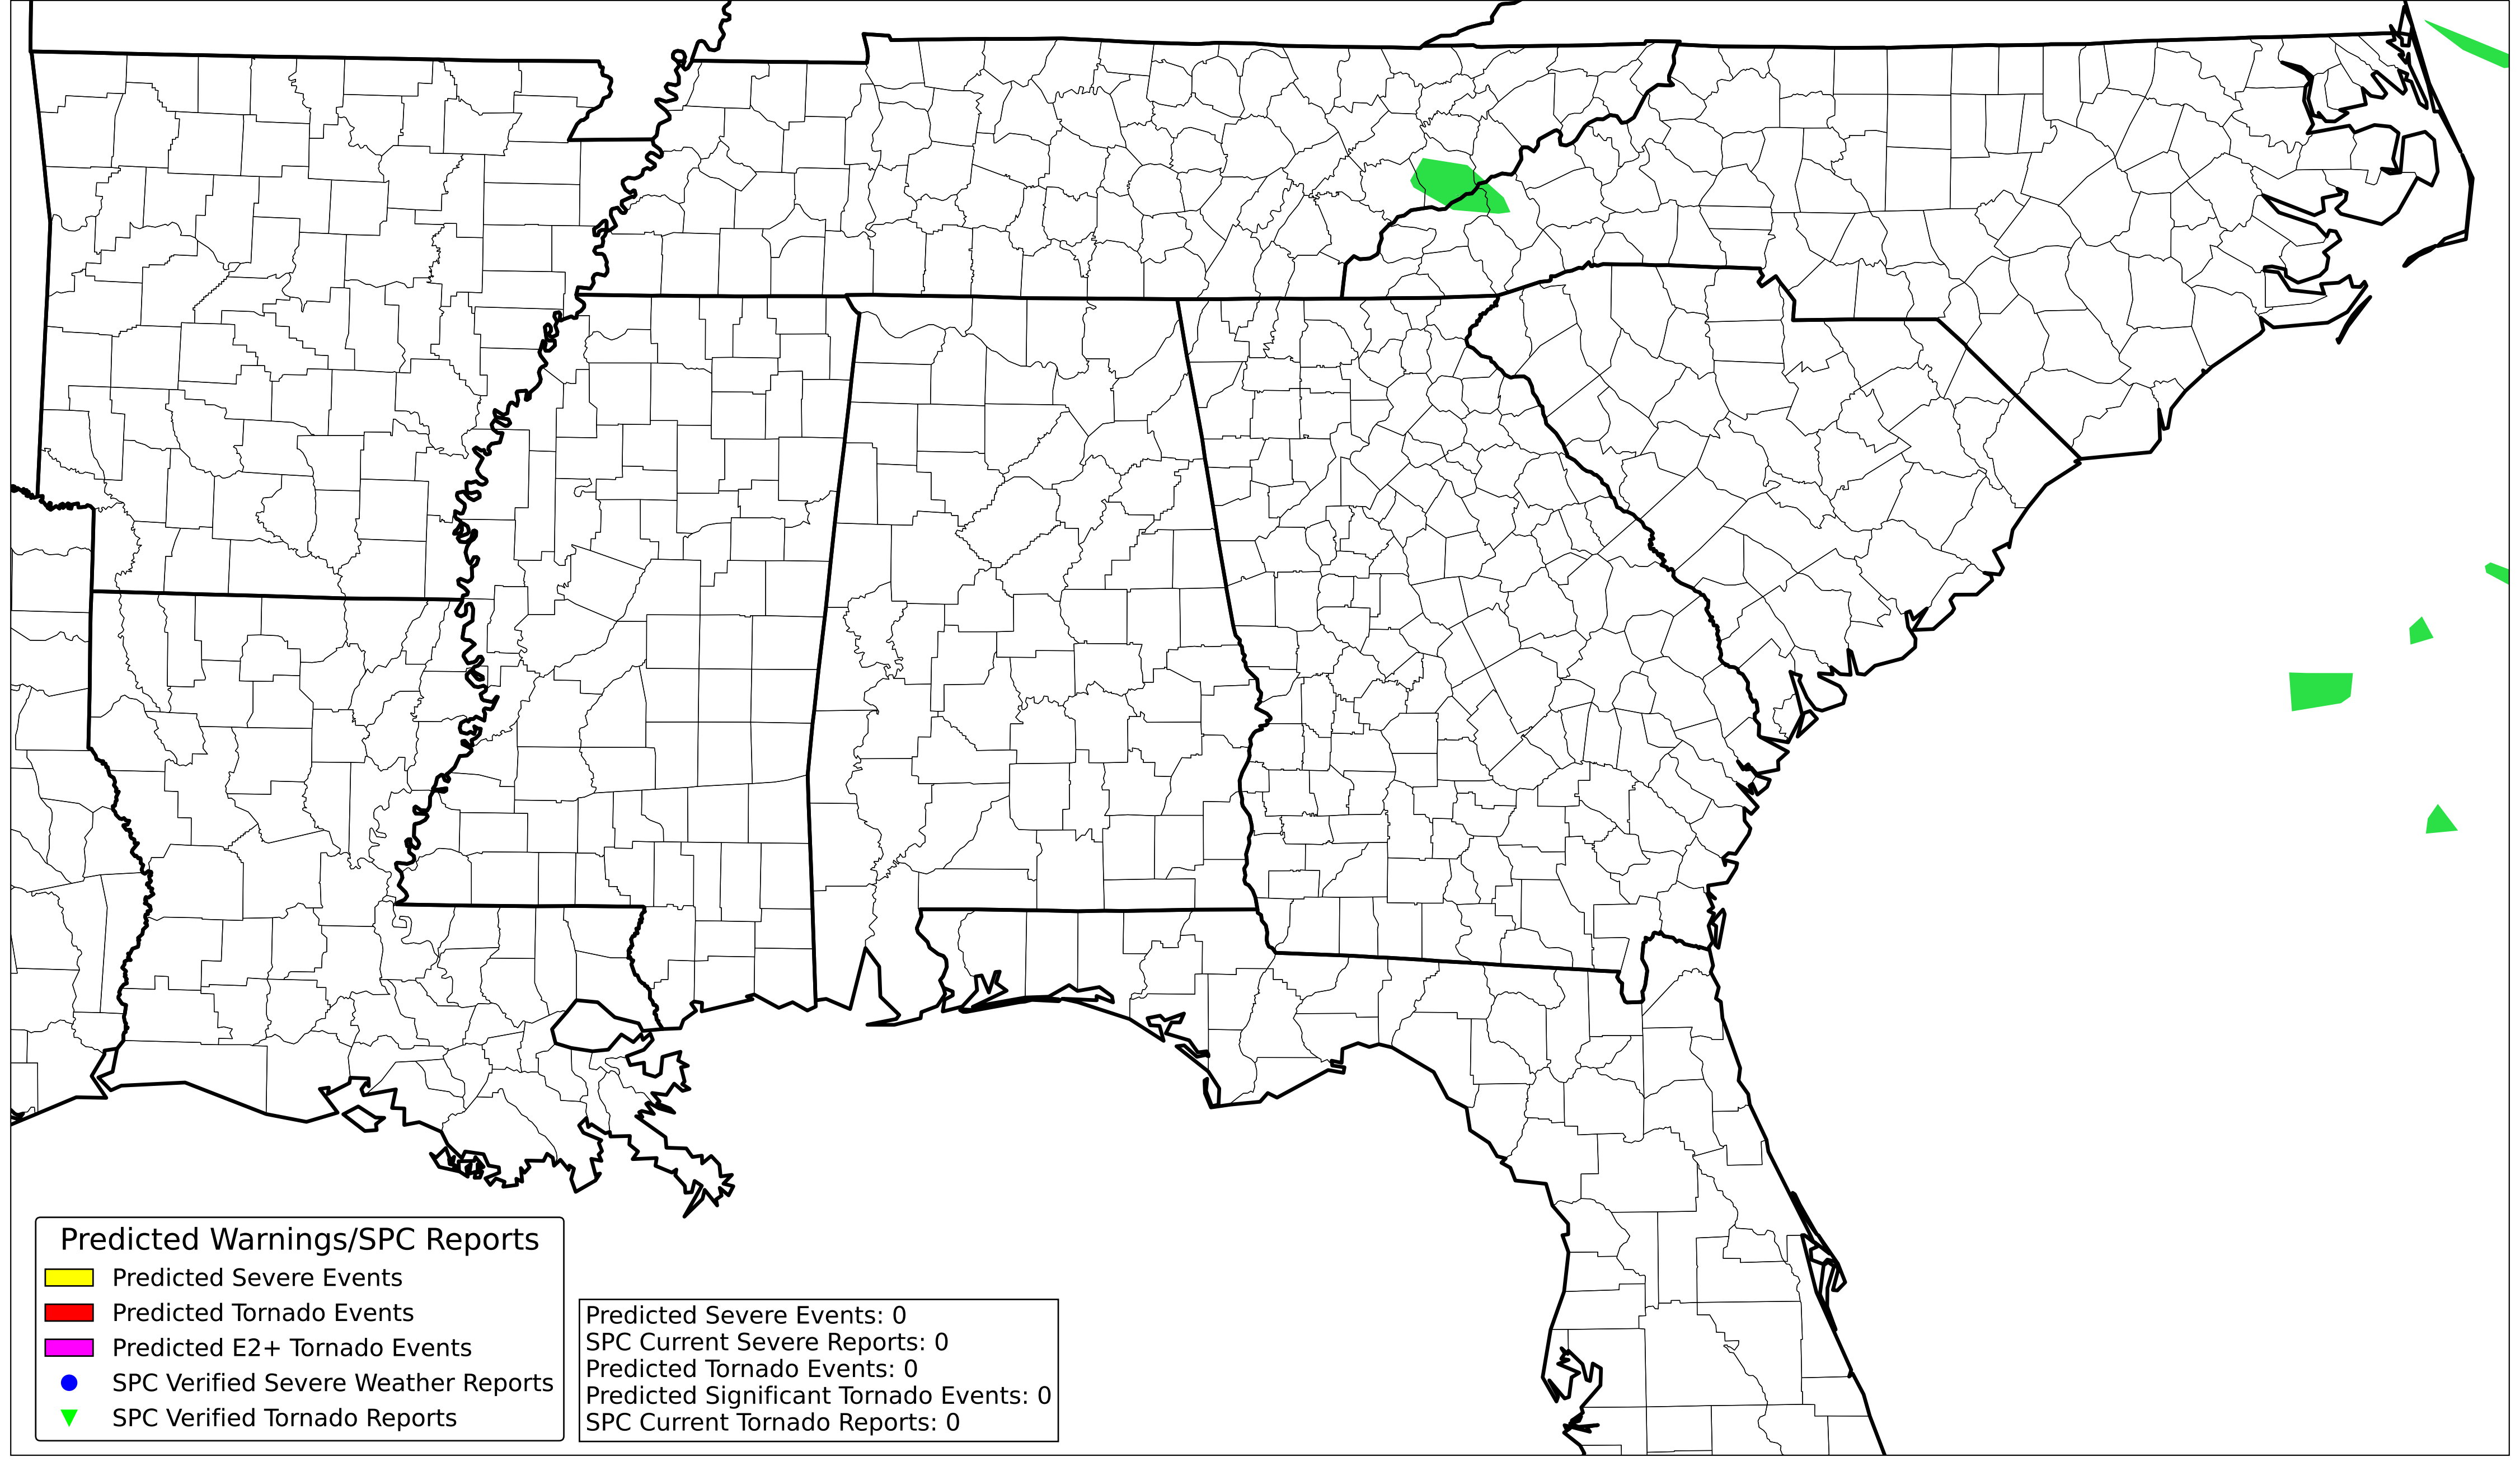 Predicted Warnings/SPC Reports
Predicted Severe Events
Predicted Tornado Events
Predicted E2+ Tornado Events
SPC Verified Severe Weather Reports
SPC Verified Tornado Reports
Predicted Severe Events: 0
SPC Current Severe Reports: 0
Predicted Tornado Events: 0
Predicted Significant Tornado Events: 0
SPC Current Tornado Reports: 0